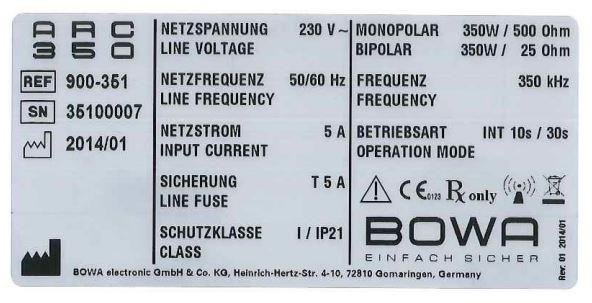 ARC
350
REF 900-351
SN 35100007
2014/01
NETZSPANNUNG 230 V~
LINE VOLTAGE
NETZFREQUENZ 50/60 Hz
LINE FREQUENCY
NETZSTROM 5 A
INPUT CURRENT
SICHERUNG T 5 A
LINE FUSE
SCHUTZKLASSE I / IP21
CLASS
MONOPOLAR 350W / 500 Ohm
BIPOLAR 350W / 25 Ohm
FREQUENZ 350 kHz
FREQUENCY
BETRIEBSART INT 10s / 30s
OPERATION MODE
CE 0123 Rx only
BOWA
EINFACH SICHER
BOWA electronic GmbH & Co. KG, Heinrich-Hertz-Str. 4-10, 72810 Gomaringen, Germany
Rev: 01 2014/01